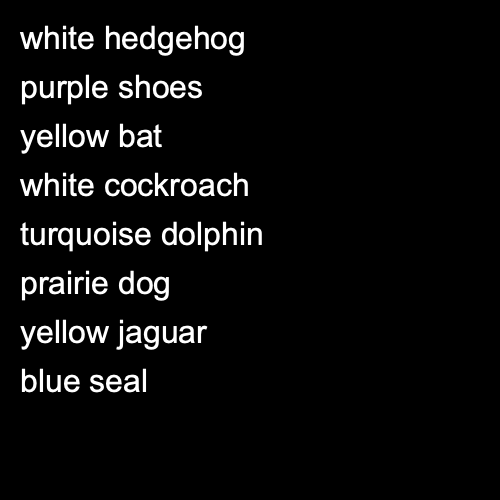 white hedgehog
purple shoes
yellow bat
white cockroach
turquoise dolphin
prairie dog
yellow jaguar
blue seal